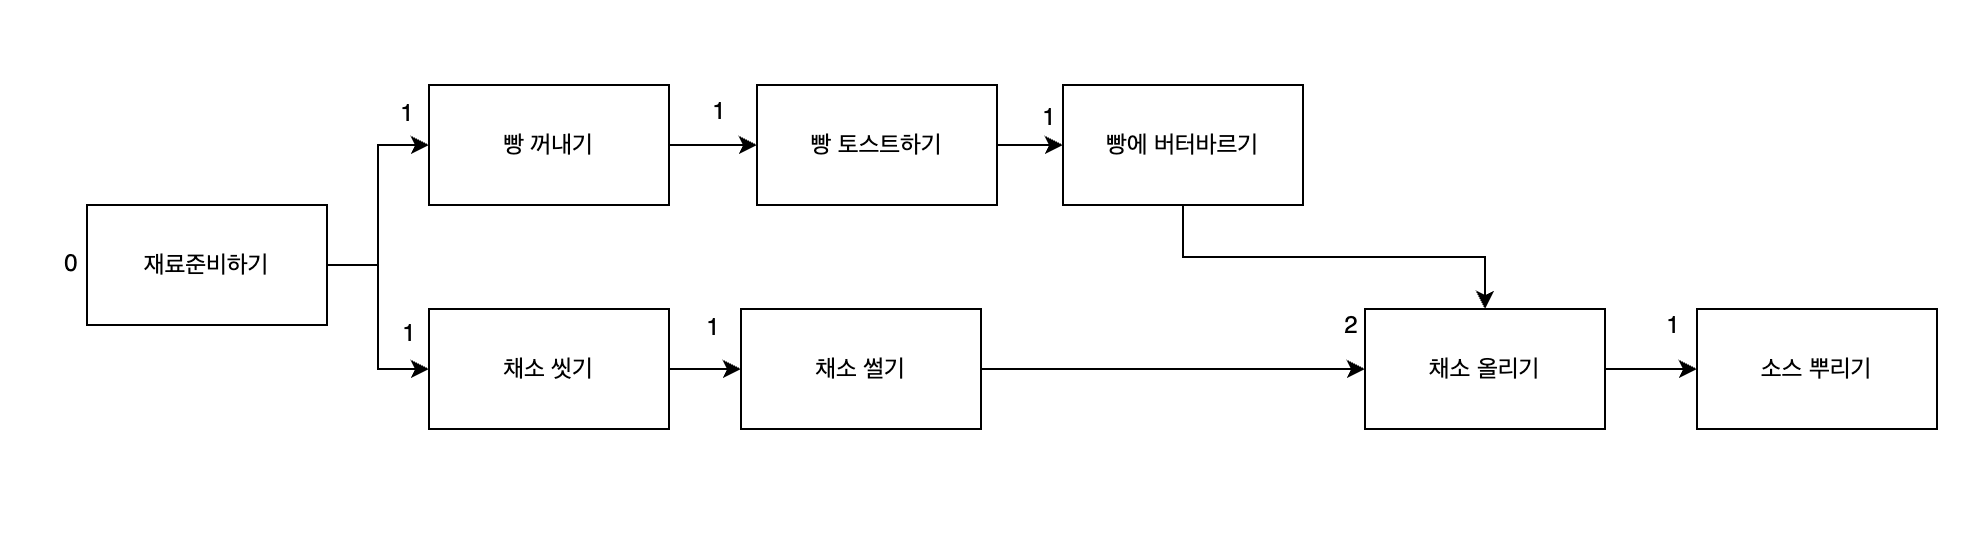 1
빵 꺼내기
1
빵 토스트하기
1
빵에 버터바르기
0
재료준비하기
1
채소 씻기
1
채소 썰기
2
채소 올리기
1
소스 뿌리기